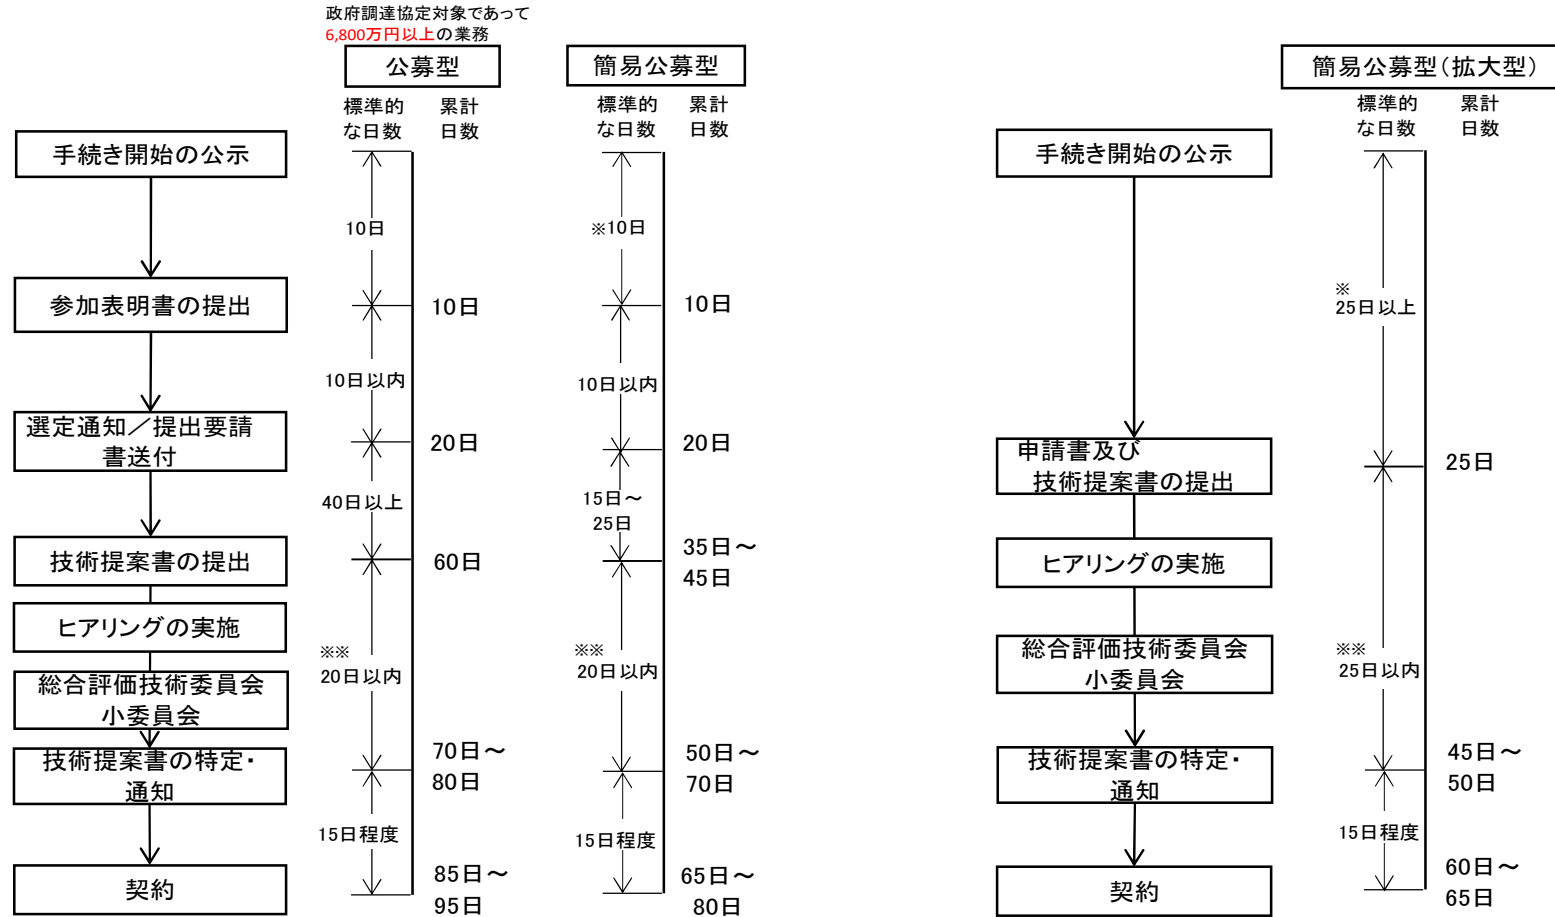 政府調達協定対象であって
6,800万円以上の業務
公募型
簡易公募型
標準的
な日数
累計
日数
標準的
な日数
累計
日数
手続き開始の公示
10日
※10日
参加表明書の提出
10日
10日
10日以内
10日以内
選定通知／提出要請
書送付
20日
20日
40日以上
15日～
25日
技術提案書の提出
60日
35日～
45日
ヒアリングの実施
※※
20日以内
※※
20日以内
総合評価技術委員会
小委員会
技術提案書の特定・
通知
70日～
80日
50日～
70日
15日程度
15日程度
契約
85日～
95日
65日～
80日
簡易公募型（拡大型）
標準的
な日数
累計
日数
手続き開始の公示
※
25日以上
申請書及び
技術提案書の提出
25日
ヒアリングの実施
総合評価技術委員会
小委員会
※※
25日以内
技術提案書の特定・
通知
45日～
50日
15日程度
契約
60日～
65日